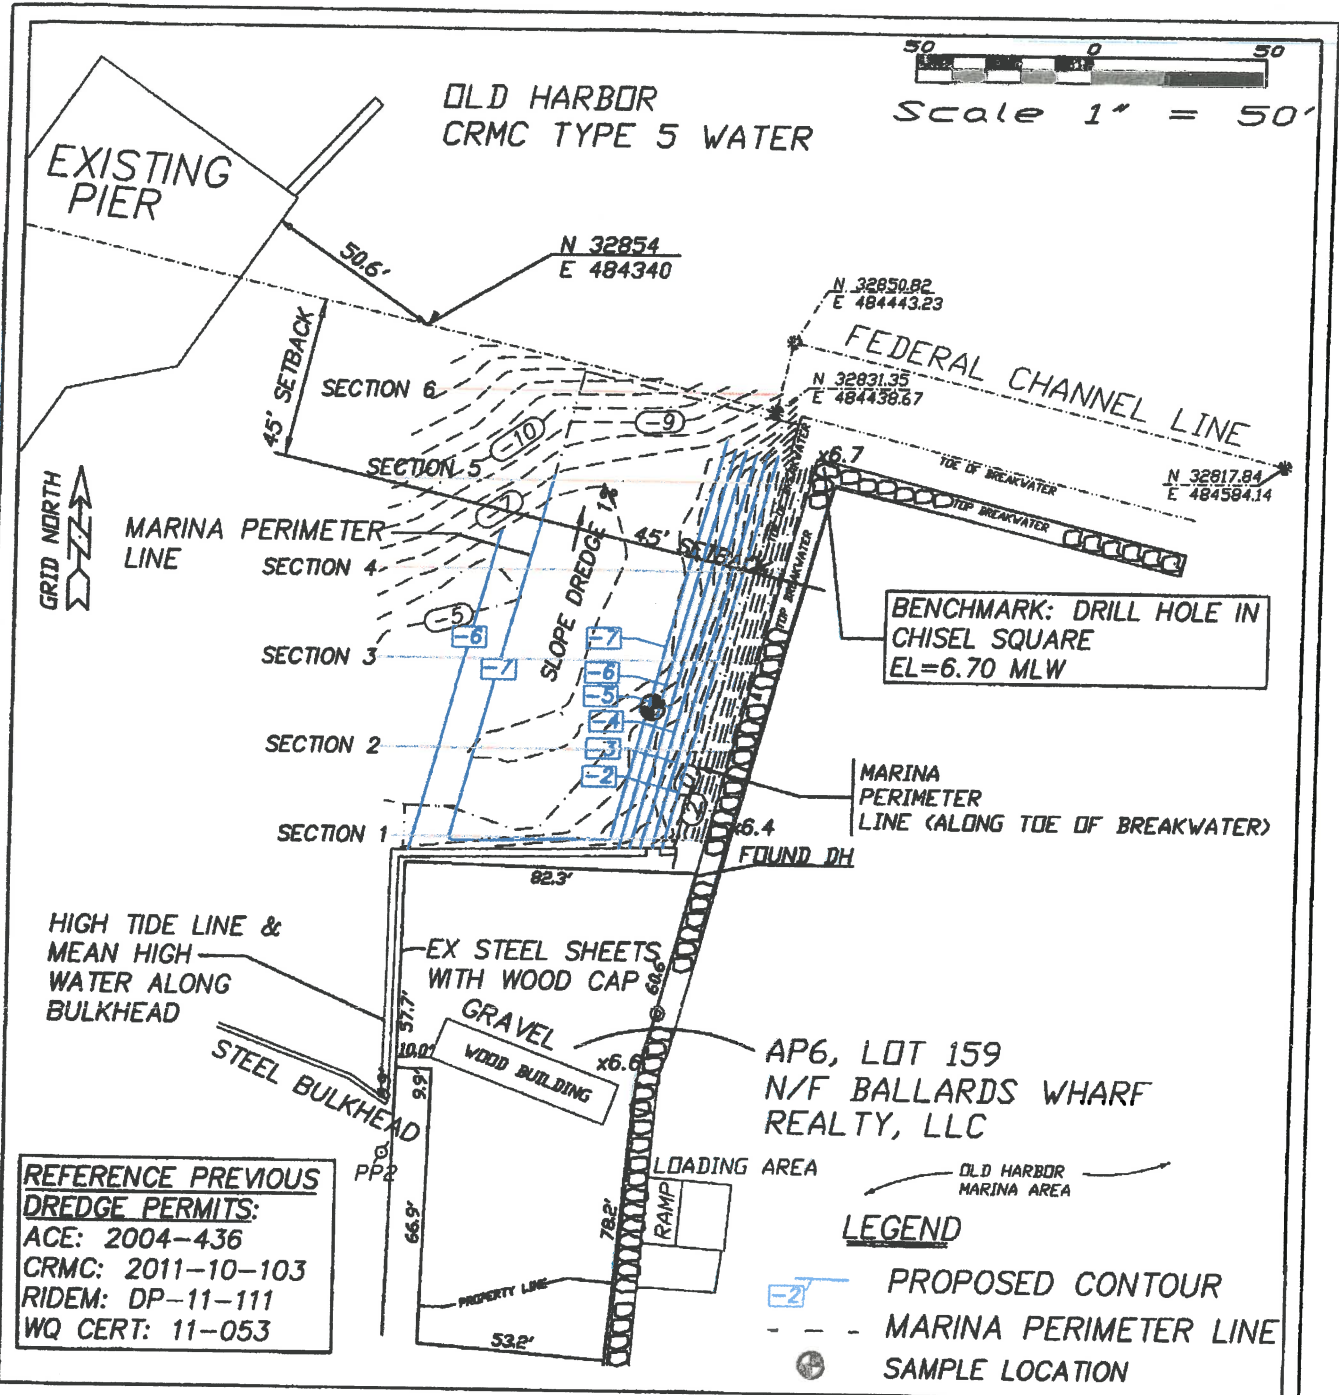 50 0 50
Scale 1" = 50'
OLD HARBOR
CRMC TYPE 5 WATER
EXISTING
PIER
50.6'
N 32854
E 484340
N 32850.82
E 484443.23
FEDERAL CHANNEL LINE
N 32831.35
E 484438.67
N 32817.84
E 484584.14
45' SETBACK
SECTION 6
-9
-10
SECTION 5
x6.7
TOE OF BREAKWATER
TOP BREAKWATER
TOE OF BREAKWATER
TOP BREAKWATER
GRID NORTH
MARINA PERIMETER
LINE
45'
SLOPE DREDGE 1%
SECTION 4
-5
-6
-7
-7
-6
-5
-4
-3
-2
SECTION 3
SECTION 2
SECTION 1
BENCHMARK: DRILL HOLE IN
CHISEL SQUARE
EL=6.70 MLW
MARINA
PERIMETER
LINE (ALONG TOE OF BREAKWATER)
x6.4
FOUND DH
82.3'
HIGH TIDE LINE &
MEAN HIGH
WATER ALONG
BULKHEAD
EX STEEL SHEETS
WITH WOOD CAP
60.6'
57.7'
GRAVEL
WOOD BUILDING
10.0'
x6.6
9.9'
STEEL BULKHEAD
AP6, LOT 159
N/F BALLARDS WHARF
REALTY, LLC
PP2
LOADING AREA
RAMP
OLD HARBOR
MARINA AREA
66.9'
78.2'
PROPERTY LINE
53.2'
REFERENCE PREVIOUS
DREDGE PERMITS:
ACE: 2004-436
CRMC: 2011-10-103
RIDEM: DP-11-111
WQ CERT: 11-053
LEGEND
-2 PROPOSED CONTOUR
MARINA PERIMETER LINE
SAMPLE LOCATION